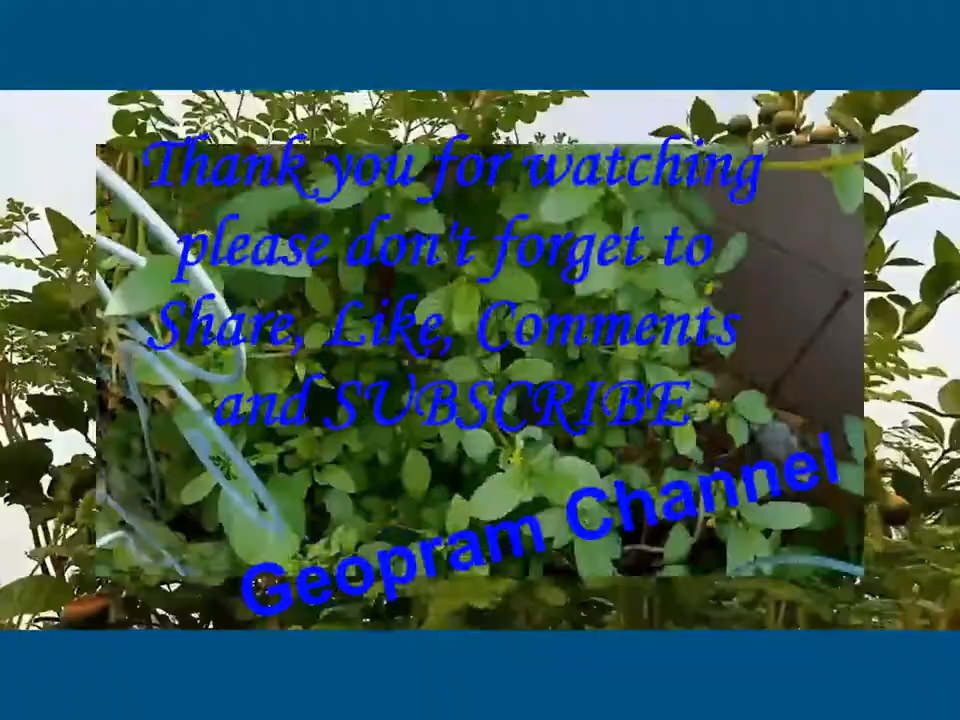 Thank you for watching
please don't forget to
Share, Like, Comments
and SUBSCRIBE
Geopram Channel